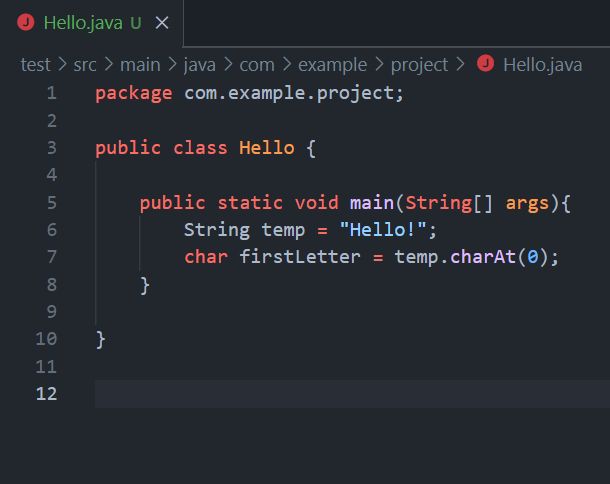 J Hello.java U ×
test > src > main > java > com > example > project > J Hello.java
1 package com.example.project;
2
3 public class Hello {
4
5     public static void main(String[] args){
6         String temp = "Hello!";
7         char firstLetter = temp.charAt(0);
8     }
9
10 }
11
12